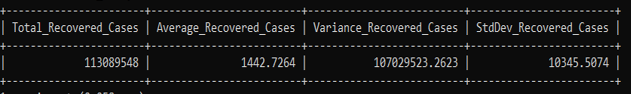 | Total_Recovered_Cases | Average_Recovered_Cases | Variance_Recovered_Cases | StdDev_Recovered_Cases |
| 113089548 | 1442.7264 | 107029523.2623 | 10345.5074 |